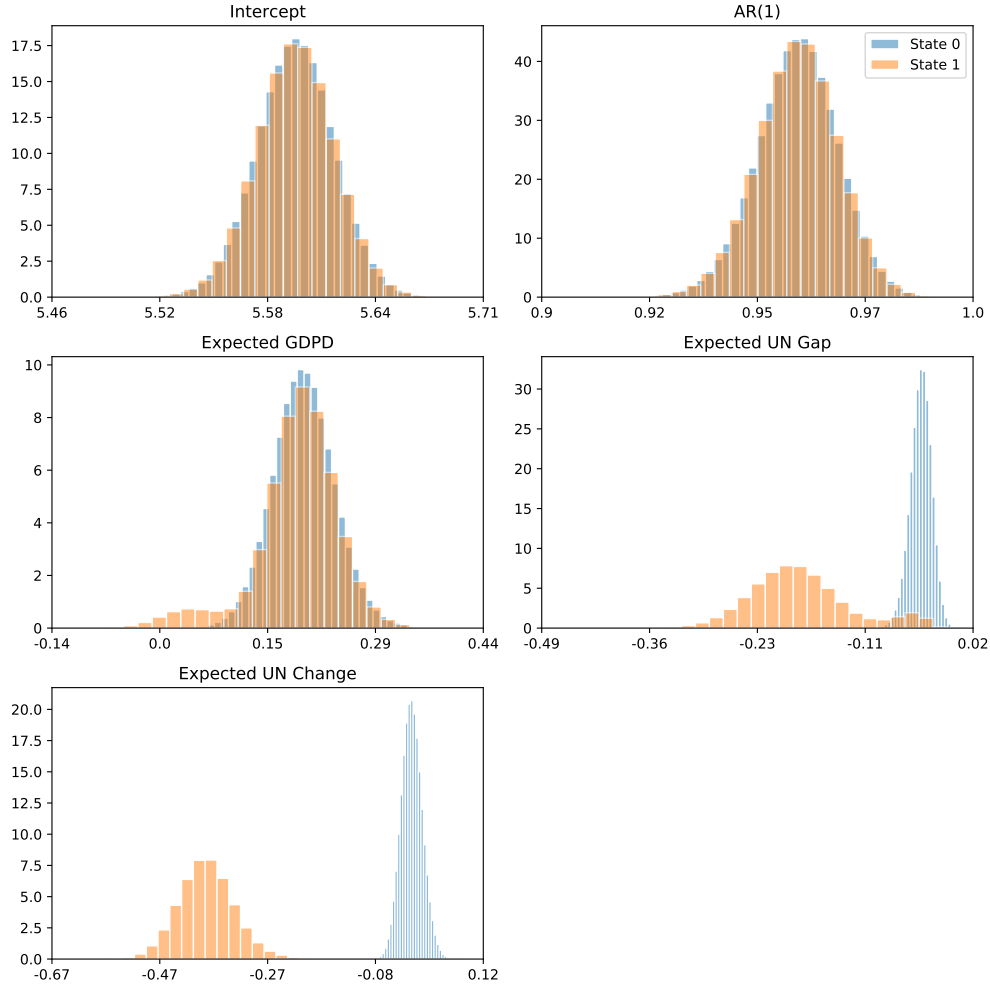 Intercept
17.5
15.0
12.5
10.0
7.5
5.0
2.5
0.0
5.46 5.52 5.58 5.64 5.71
AR(1)
State 0
State 1
40
30
20
10
0
0.9 0.92 0.95 0.97 1.0
Expected GDPD
10
8
6
4
2
0
-0.14 0.0 0.15 0.29 0.44
Expected UN Gap
30
25
20
15
10
5
0
-0.49 -0.36 -0.23 -0.11 0.02
Expected UN Change
20.0
17.5
15.0
12.5
10.0
7.5
5.0
2.5
0.0
-0.67 -0.47 -0.27 -0.08 0.12